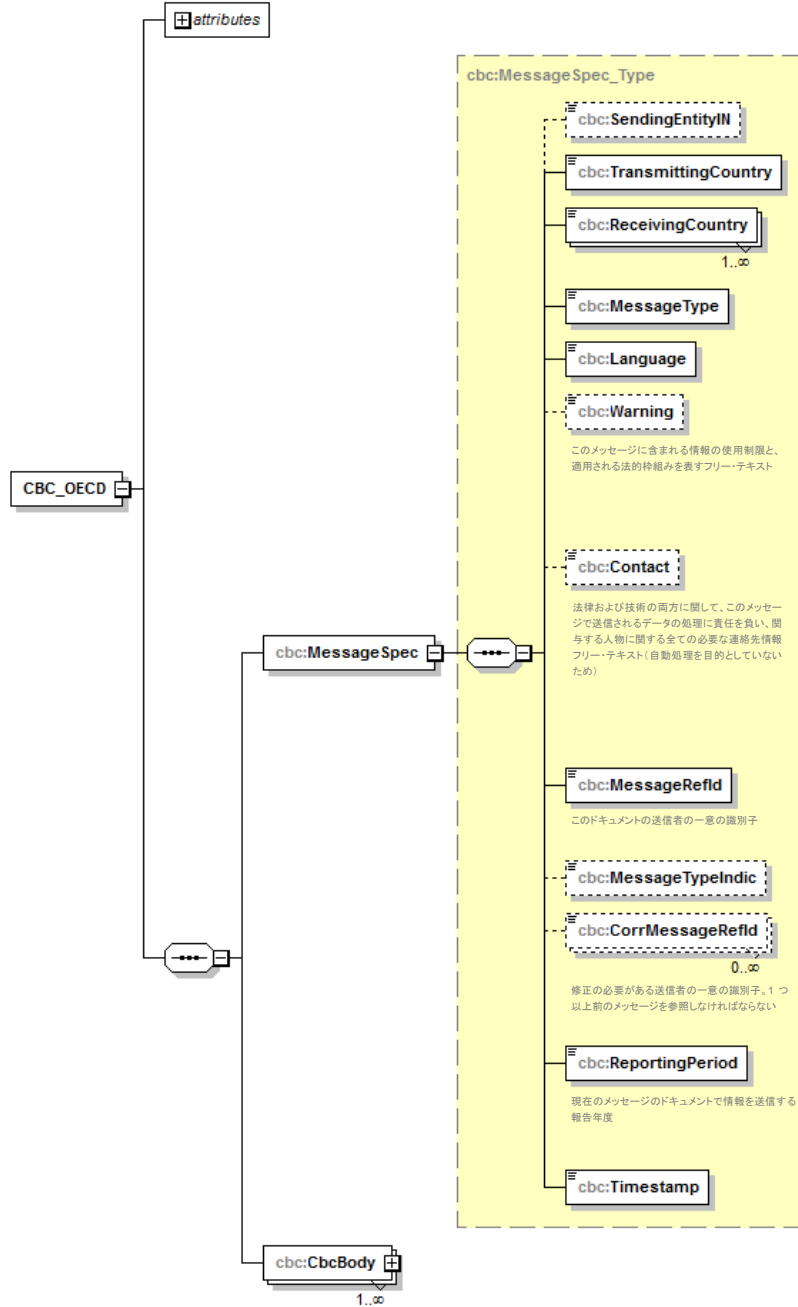 attributes
cbc:MessageSpec_Type
cbc:SendingEntityIN
cbc:TransmittingCountry
cbc:ReceivingCountry
1..∞
cbc:MessageType
cbc:Language
cbc:Warning
このメッセージに含まれる情報の使用制限と、
適用される法的枠組みを表すフリー・テキスト
CBC_OECD
cbc:Contact
法律および技術の両方に関して、このメッセー
ジで送信されるデータの処理に責任を負い、関
与する人物に関する全ての必要な連絡先情報
フリー・テキスト(自動処理を目的としていない
ため)
cbc:MessageSpec
cbc:MessageRefId
このドキュメントの送信者の一意の識別子
cbc:MessageTypeIndic
cbc:CorrMessageRefId
0..∞
修正の必要がある送信者の一意の識別子。1 つ
以上前のメッセージを参照しなければならない
cbc:ReportingPeriod
現在のメッセージのドキュメントで情報を送信する
報告年度
cbc:Timestamp
cbc:CbcBody
1..∞